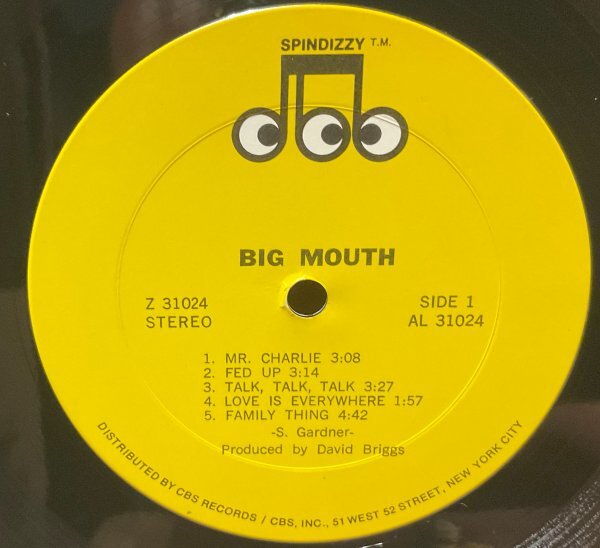 SPINDIZZY T.M.
BIG MOUTH
Z 31024
STEREO
SIDE 1
AL 31024
1. MR. CHARLIE 3:08
2. FED UP 3:14
3. TALK, TALK, TALK 3:27
4. LOVE IS EVERYWHERE 1:57
5. FAMILY THING 4:42
-S. Gardner-
Produced by David Briggs
DISTRIBUTED BY CBS RECORDS / CBS, INC., 51 WEST 52 STREET, NEW YORK CITY